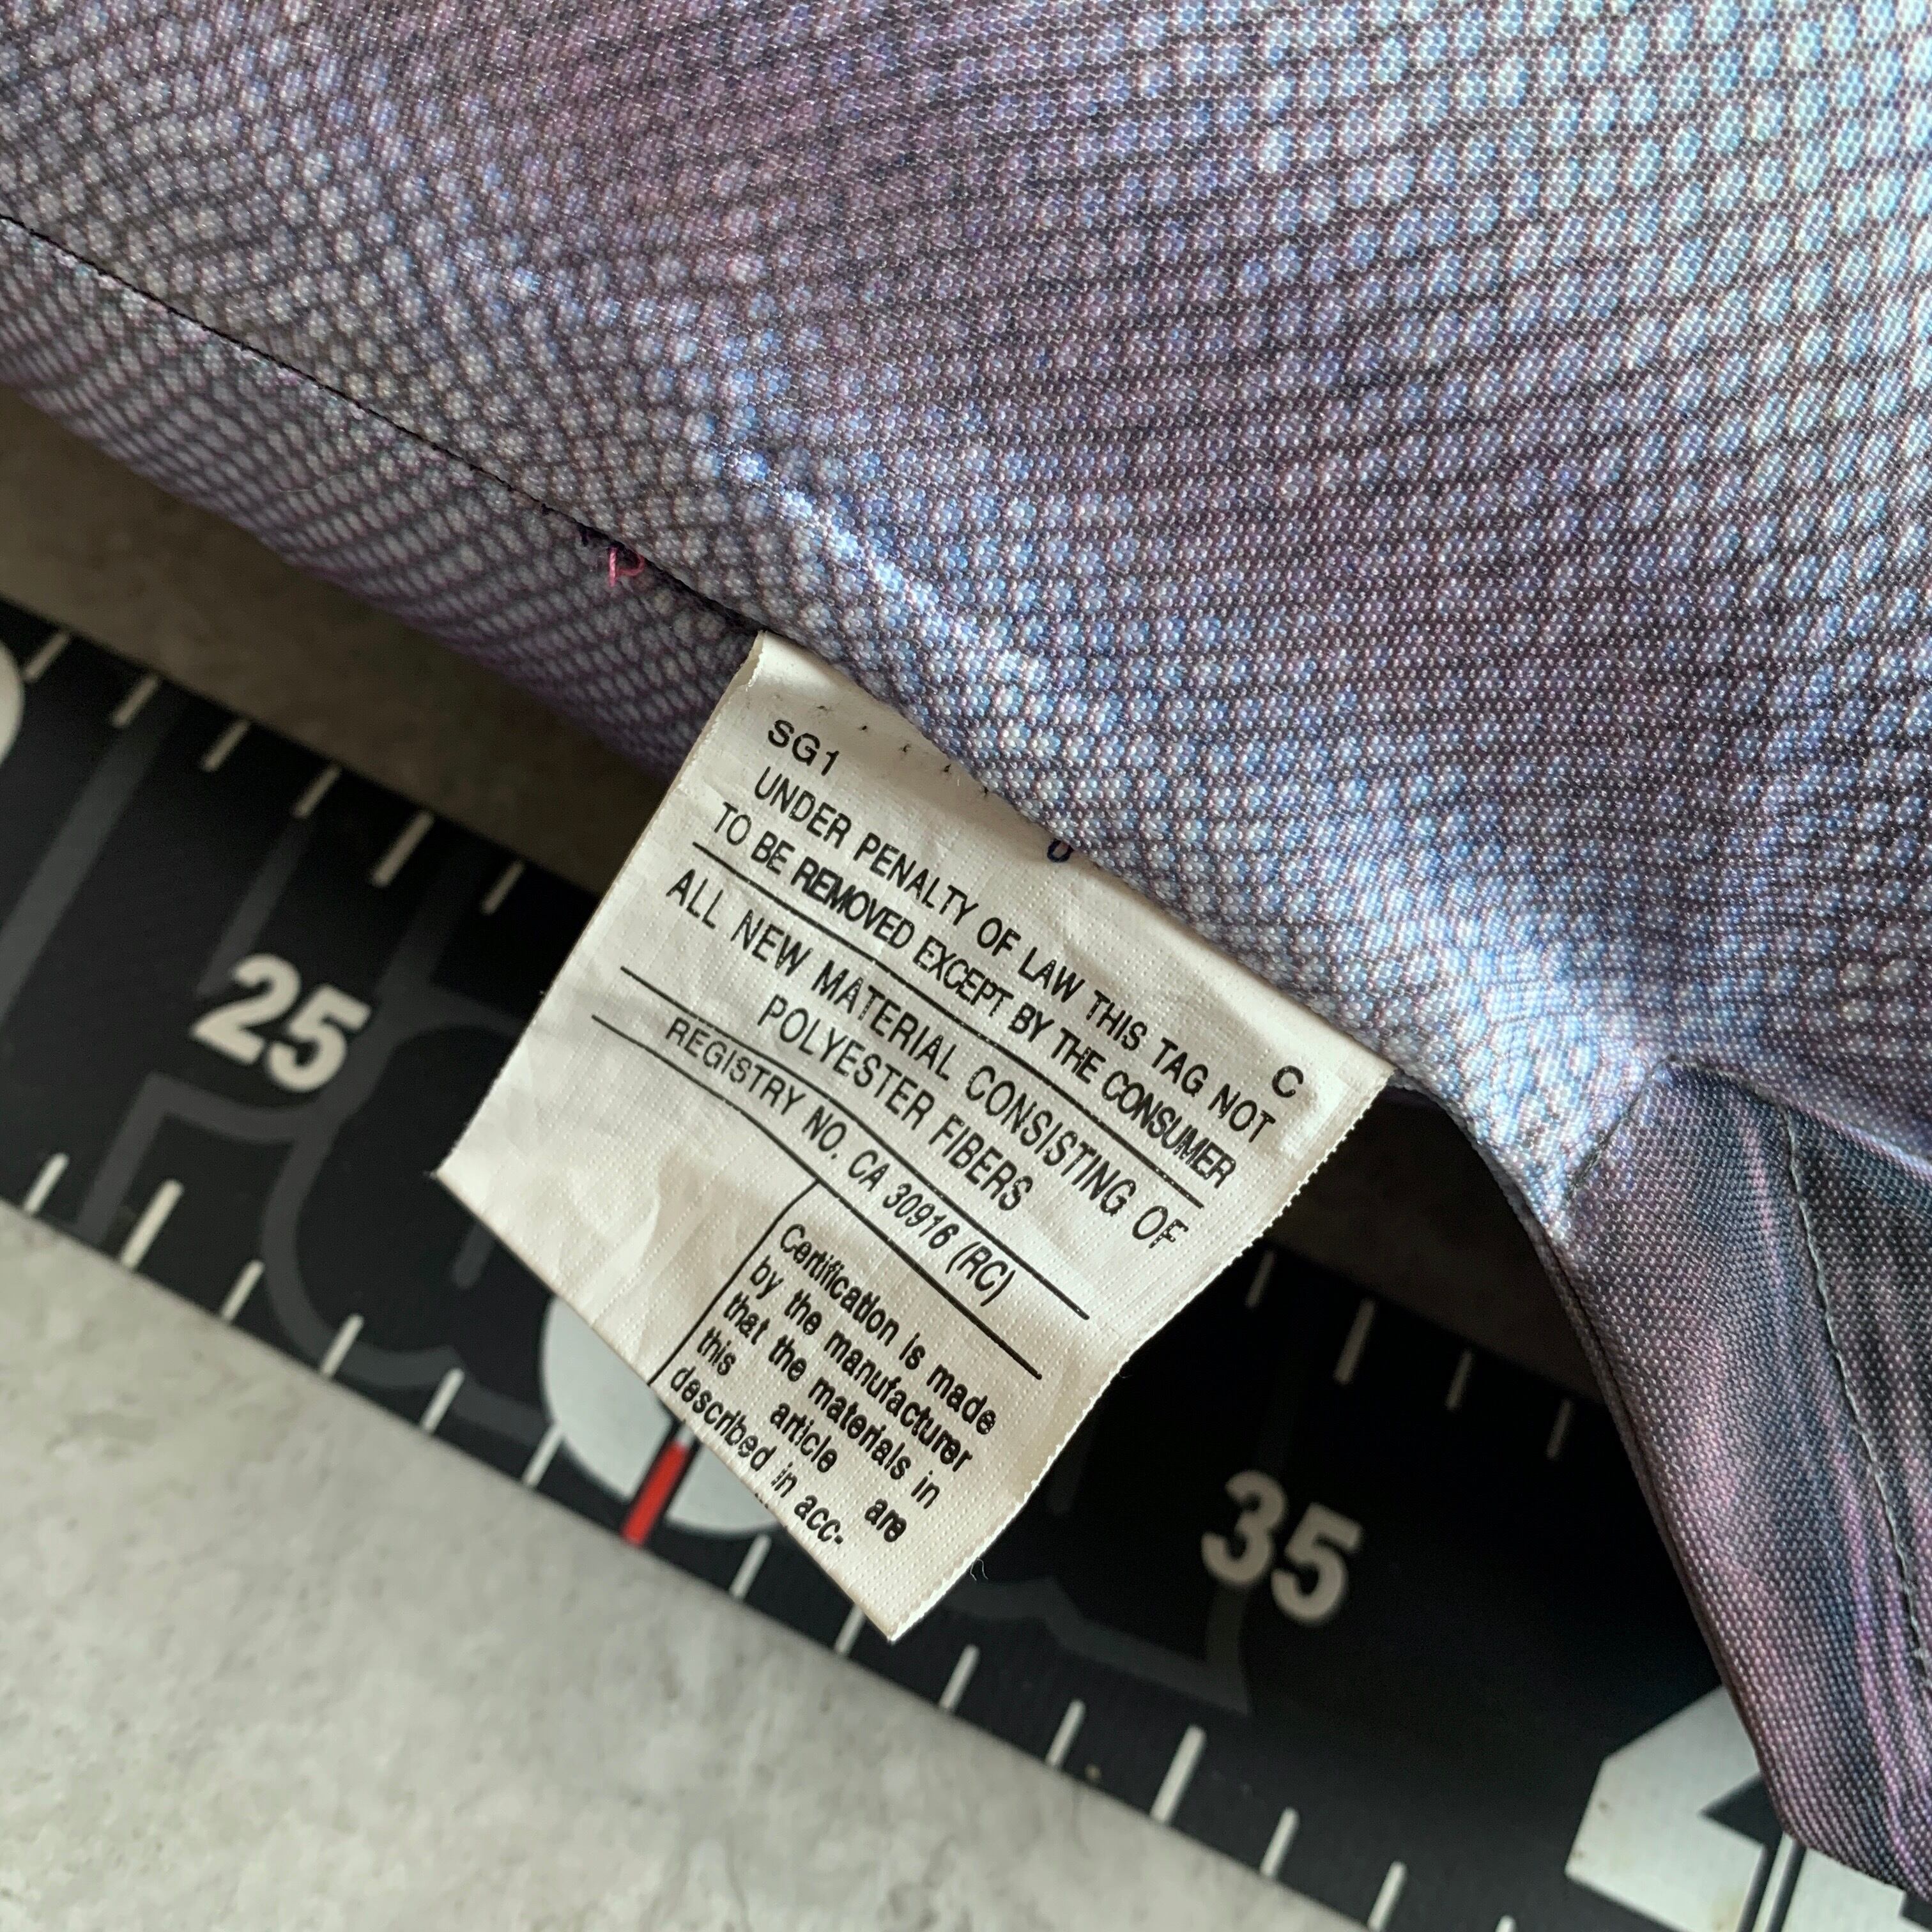 SG1
C
UNDER PENALTY OF LAW THIS TAG NOT
TO BE REMOVED EXCEPT BY THE CONSUMER
ALL NEW MATERIAL CONSISTING OF
POLYESTER FIBERS
REGISTRY NO. CA 30916 (RC)
Certification is made
by the manufacturer
that the materials in
this article are
described in acc-
25
35